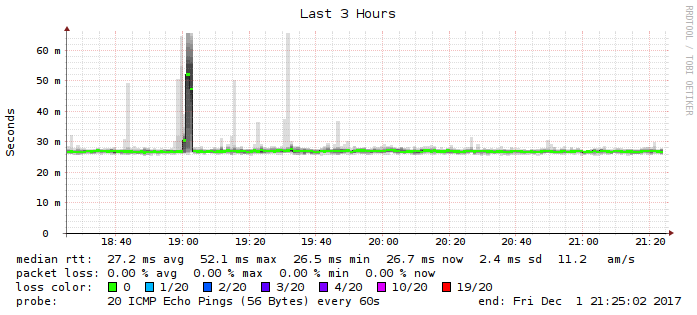 Last 3 Hours
RRDTOOL / TOBI OETIKER
Seconds
60 m
50 m
40 m
30 m
20 m
10 m
0
18:40 19:00 19:20 19:40 20:00 20:20 20:40 21:00 21:20
median rtt: 27.2 ms avg 52.1 ms max 26.5 ms min 26.7 ms now 2.4 ms sd 11.2 am/s
packet loss: 0.00 % avg 0.00 % max 0.00 % min 0.00 % now
loss color: 0 1/20 2/20 3/20 4/20 10/20 19/20
probe: 20 ICMP Echo Pings (56 Bytes) every 60s end: Fri Dec 1 21:25:02 2017